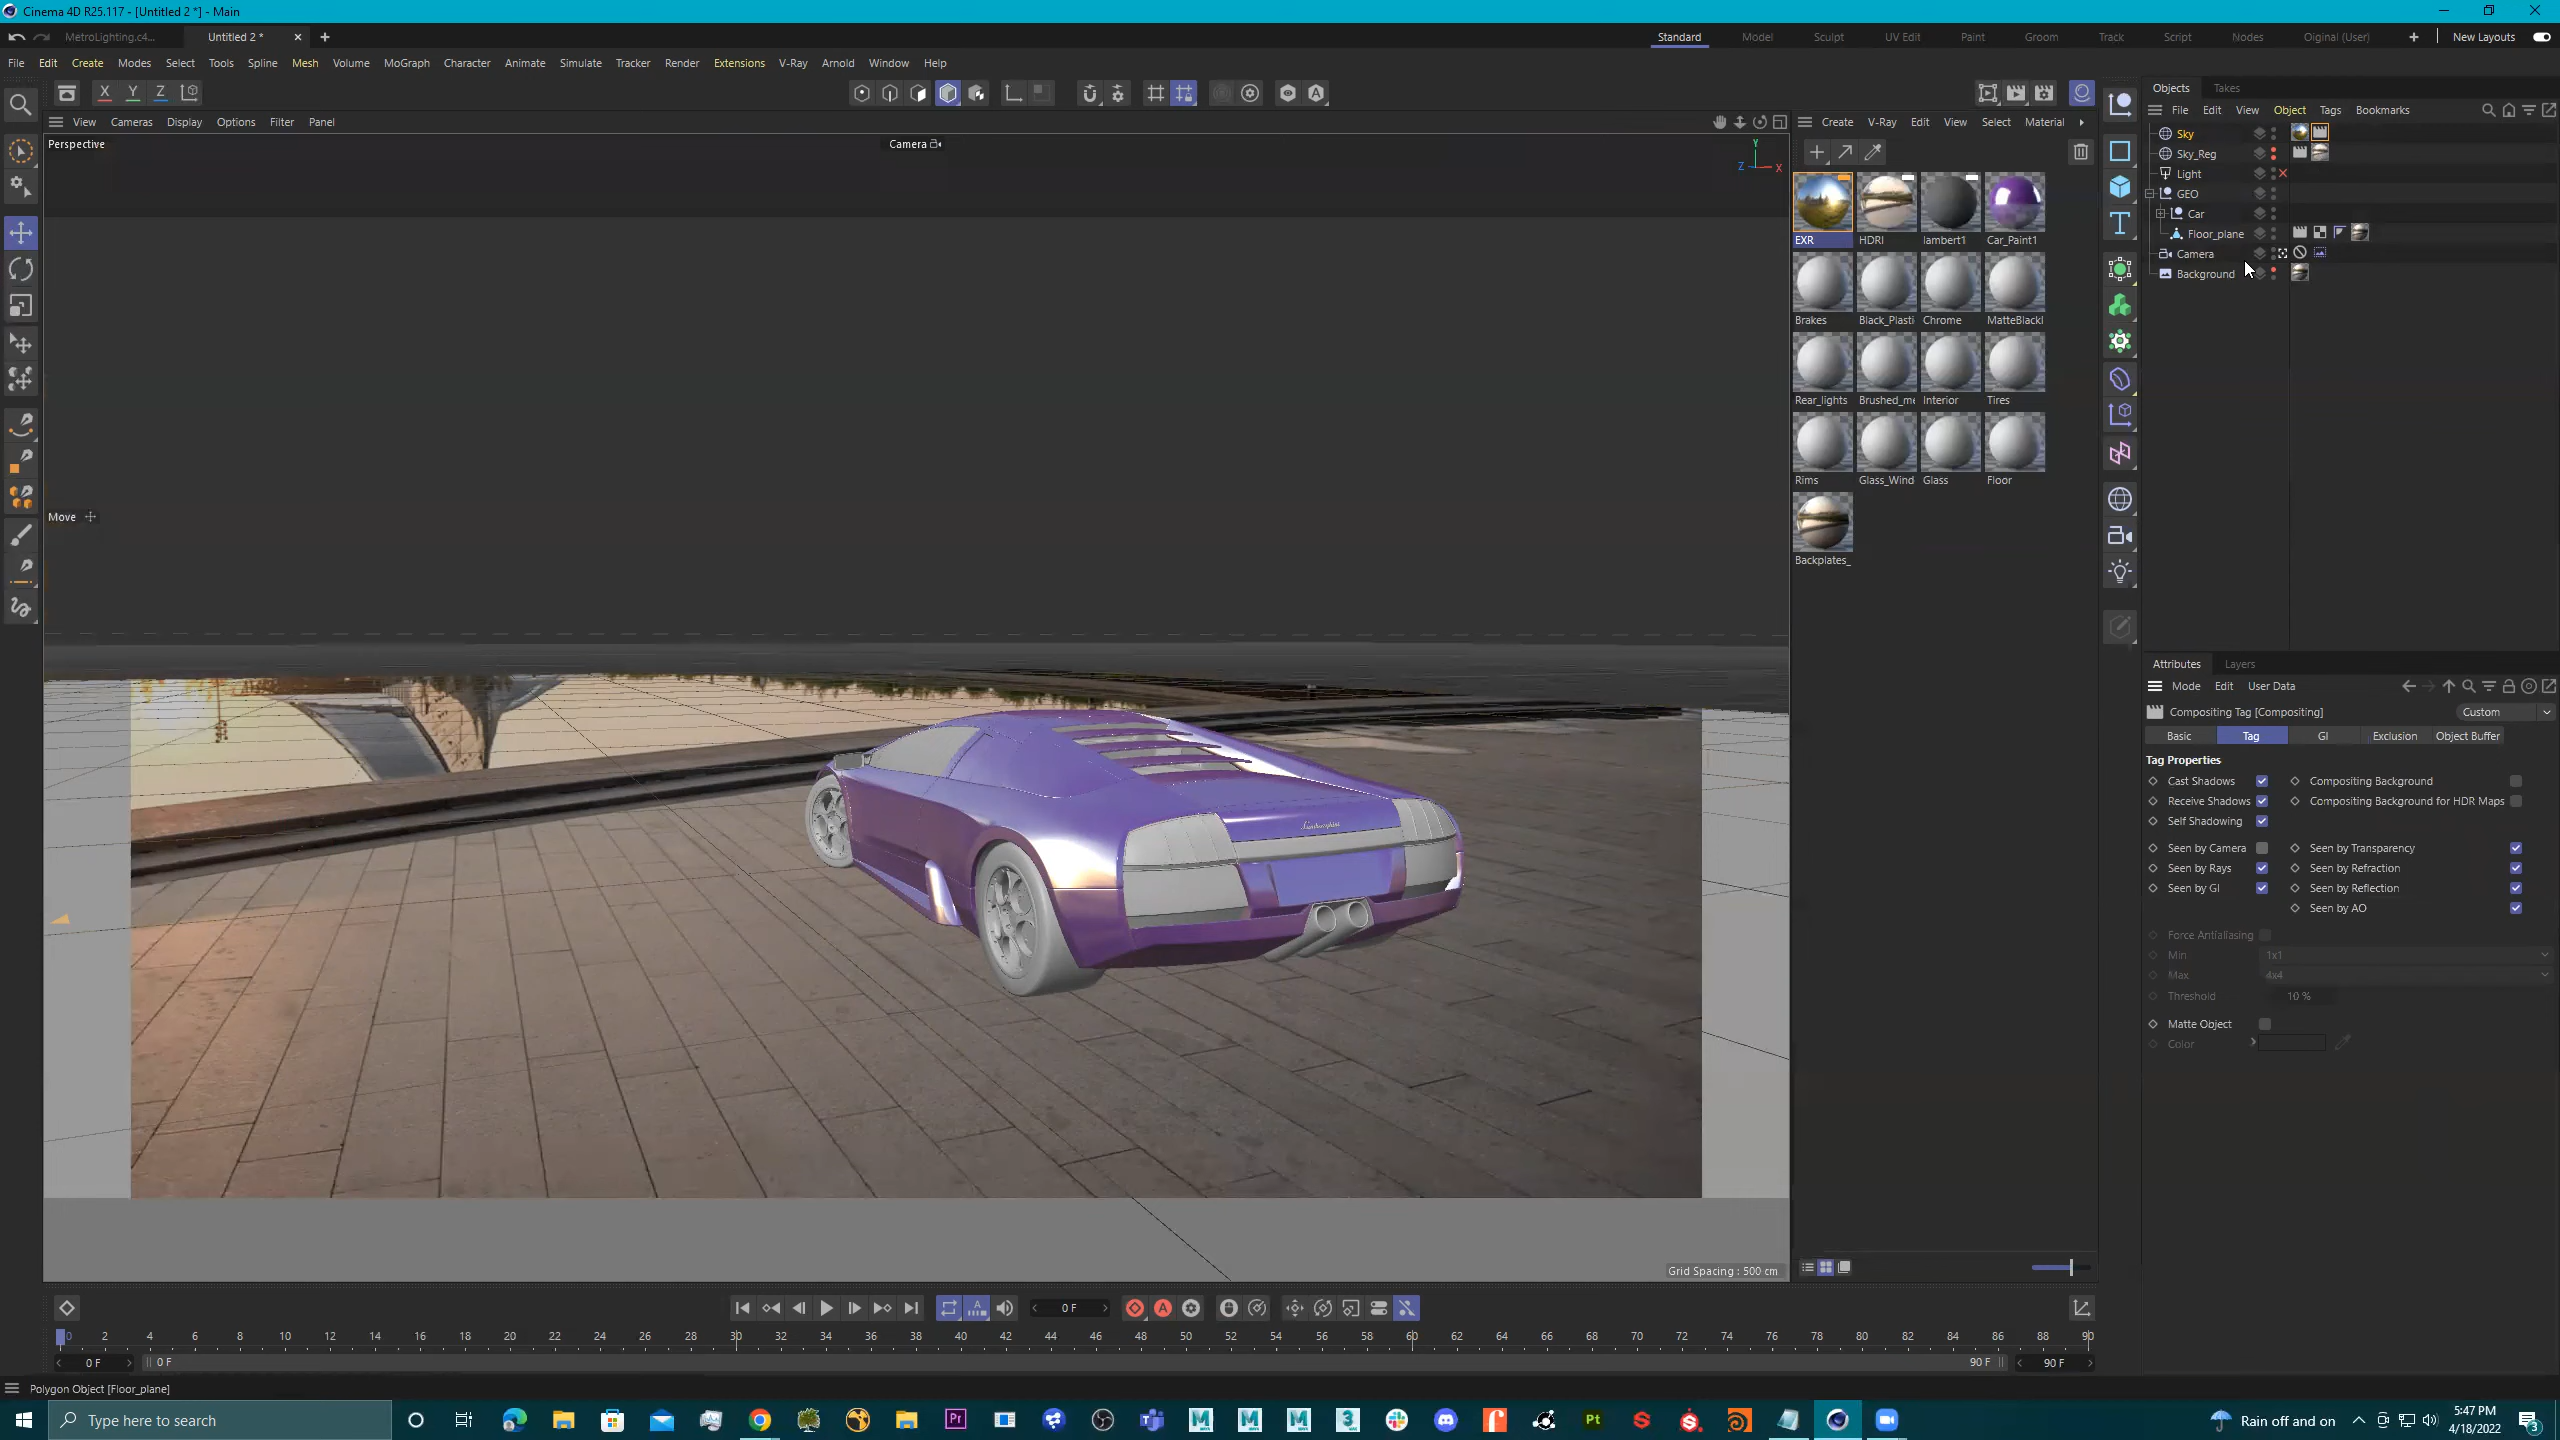 Cinema 4D R25.117 - [Untitled 2 *] - Main
MetroLighting.c4...
Untitled 2 *
Standard
Model
Sculpt
UV Edit
Paint
Groom
Track
Script
Nodes
Oiginal (User)
New Layouts
File Edit Create Modes Select Tools Spline Mesh Volume MoGraph Character Animate Simulate Tracker Render Extensions V-Ray Arnold Window Help
Objects Takes
X Y Z
View Cameras Display Options Filter Panel
Create V-Ray Edit View Select Material
File Edit View Object Tags Bookmarks
Perspective
Camera
Y
Z X
Sky
Sky_Reg
Light
GEO
Car
Floor_plane
Camera
Background
EXR HDRI lambert1 Car_Paint1
Brakes Black_Plasti Chrome MatteBlackI
Rear_lights Brushed_me Interior Tires
Rims Glass_Wind Glass Floor
Backplates_
Move
Lamborghini
Grid Spacing : 500 cm
Attributes Layers
Mode Edit User Data
Compositing Tag [Compositing]
Custom
Basic Tag GI Exclusion Object Buffer
Tag Properties
Cast Shadows Compositing Background
Receive Shadows Compositing Background for HDR Maps
Self Shadowing
Seen by Camera Seen by Transparency
Seen by Rays Seen by Refraction
Seen by GI Seen by Reflection
Seen by AO
Force Antialiasing
Min 1x1
Max 4x4
Threshold 10 %
Matte Object
Color
0 F
0 2 4 6 8 10 12 14 16 18 20 22 24 26 28 30 32 34 36 38 40 42 44 46 48 50 52 54 56 58 60 62 64 66 68 70 72 74 76 78 80 82 84 86 88 90
0 F 0 F 90 F 90 F
Polygon Object [Floor_plane]
Type here to search
Pr
M
M
M
3
Pt
Rain off and on
5:47 PM
4/18/2022
3